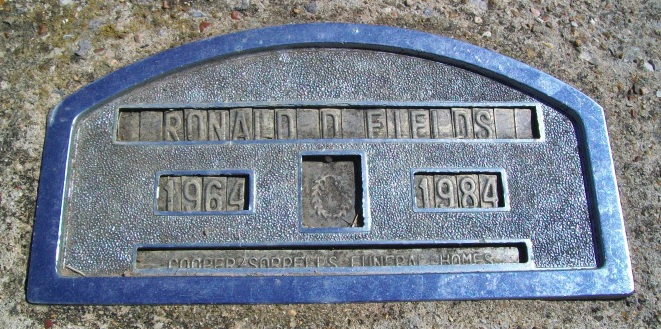 RONALD D FIELDS
1964 1984
COOPER/SORRELLS FUNERAL HOMES